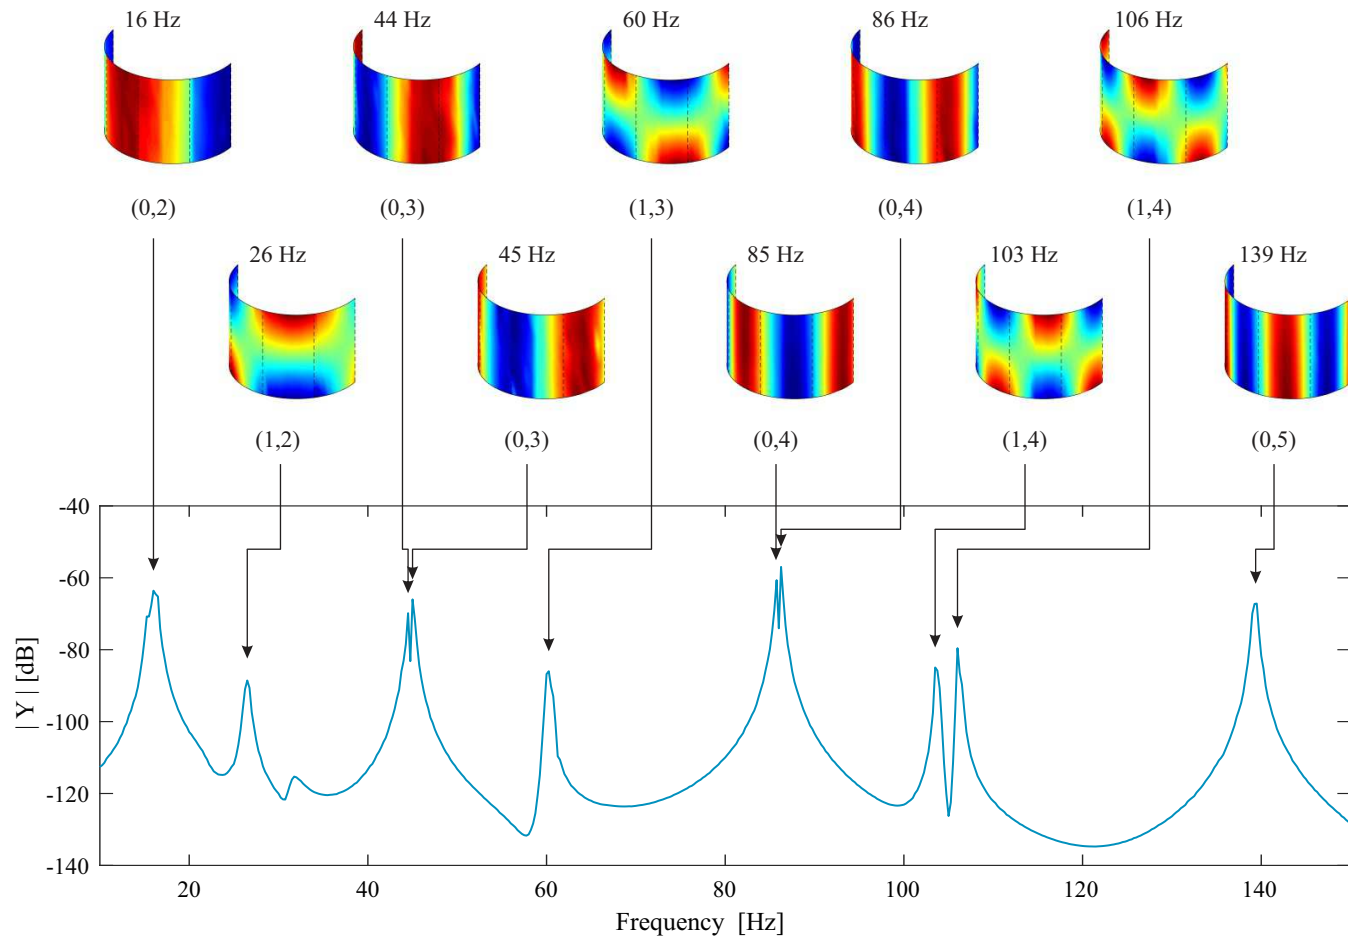 16 Hz 44 Hz 60 Hz 86 Hz 106 Hz
(0,2) (0,3) (1,3) (0,4) (1,4)
26 Hz 45 Hz 85 Hz 103 Hz 139 Hz
(1,2) (0,3) (0,4) (1,4) (0,5)
-40
-60
-80
-100
-120
-140
| Y | [dB]
20 40 60 80 100 120 140
Frequency [Hz]